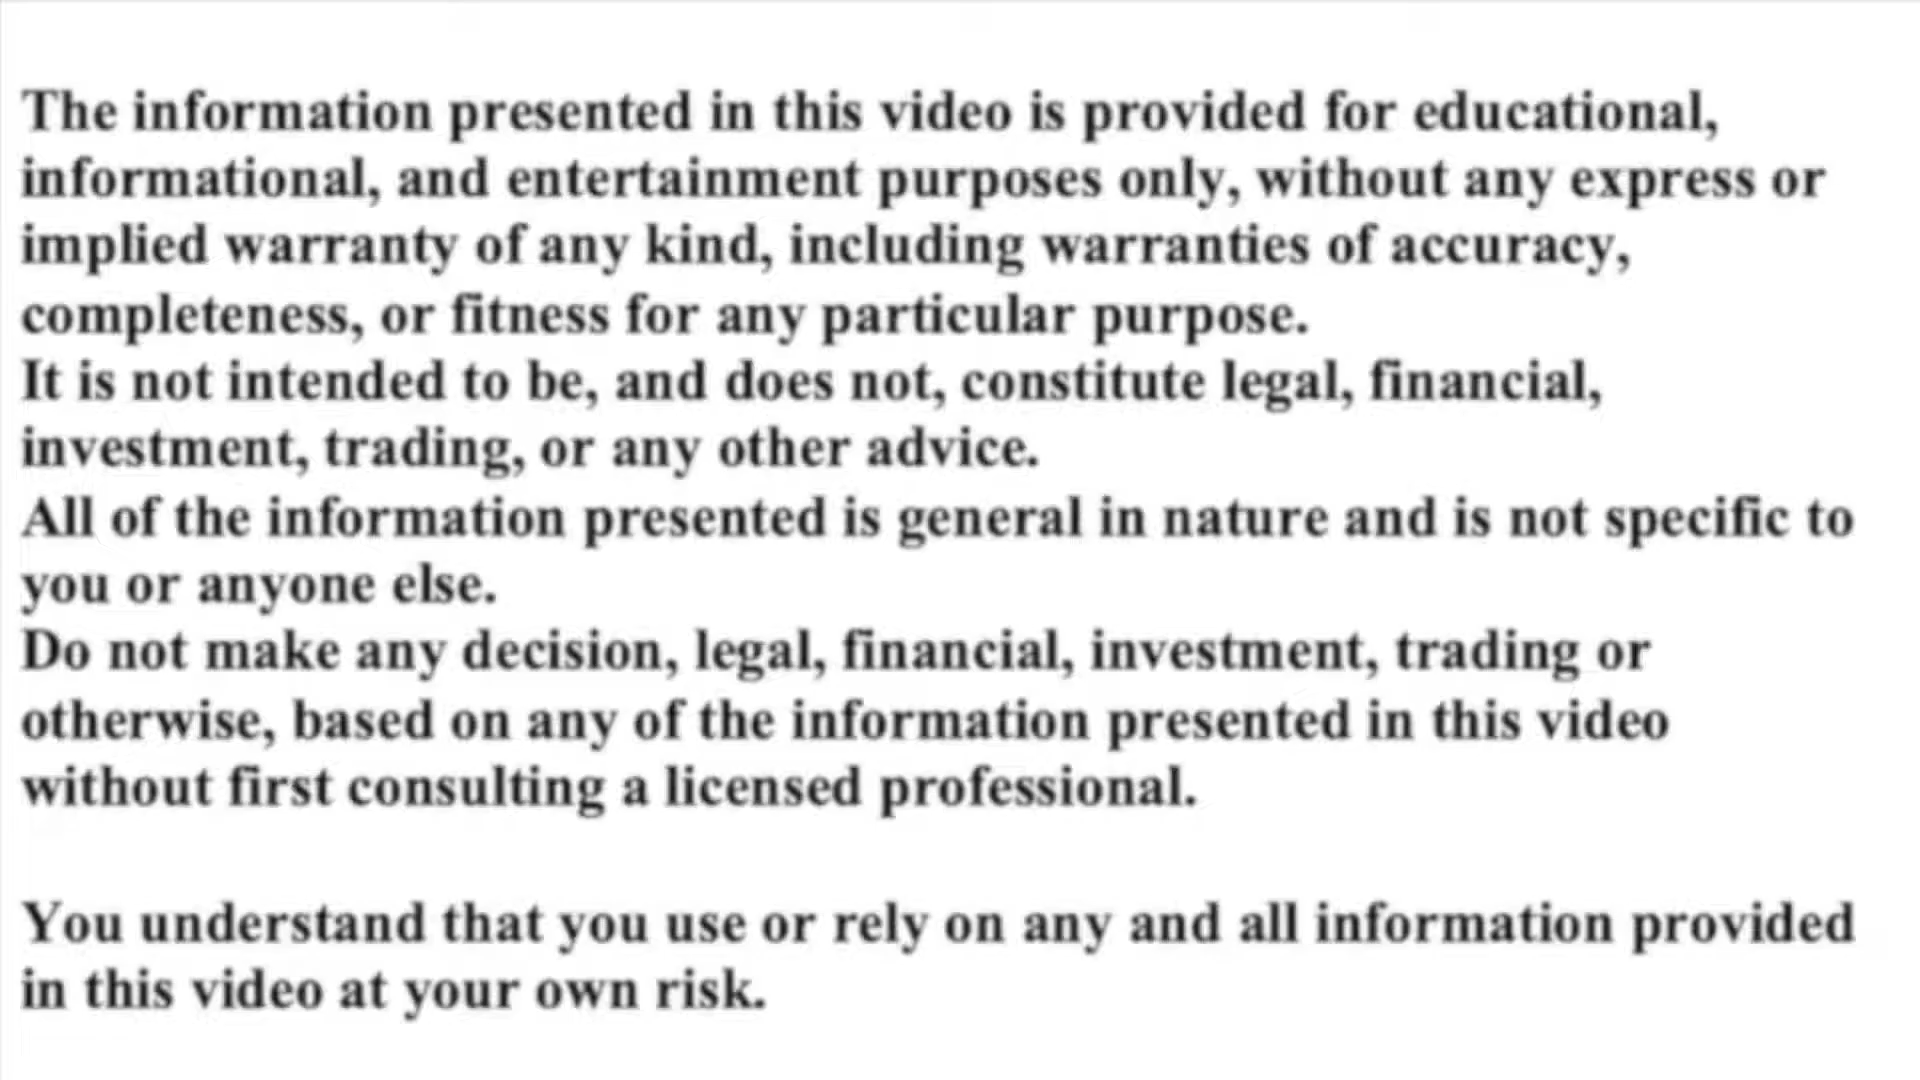 The information presented in this video is provided for educational,
informational, and entertainment purposes only, without any express or
implied warranty of any kind, including warranties of accuracy,
completeness, or fitness for any particular purpose.
It is not intended to be, and does not, constitute legal, financial,
investment, trading, or any other advice.
All of the information presented is general in nature and is not specific to
you or anyone else.
Do not make any decision, legal, financial, investment, trading or
otherwise, based on any of the information presented in this video
without first consulting a licensed professional.
You understand that you use or rely on any and all information provided
in this video at your own risk.